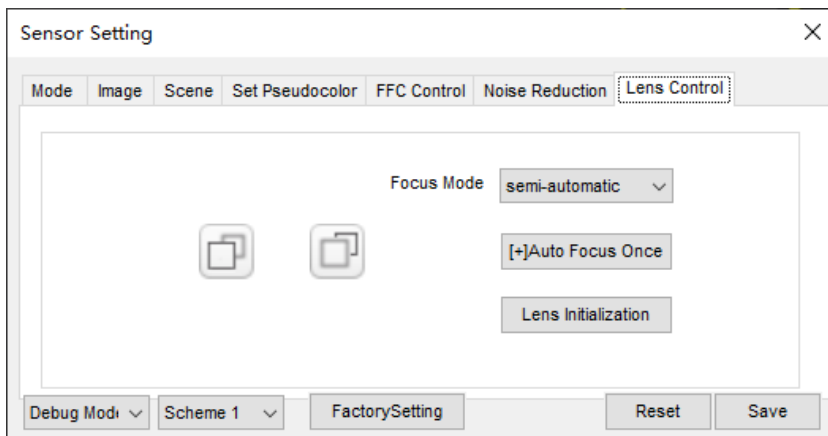 Sensor Setting
Mode Image Scene Set Pseudocolor FFC Control Noise Reduction Lens Control
Focus Mode semi-automatic
[+]Auto Focus Once
Lens Initialization
Debug Mod Scheme 1 FactorySetting Reset Save